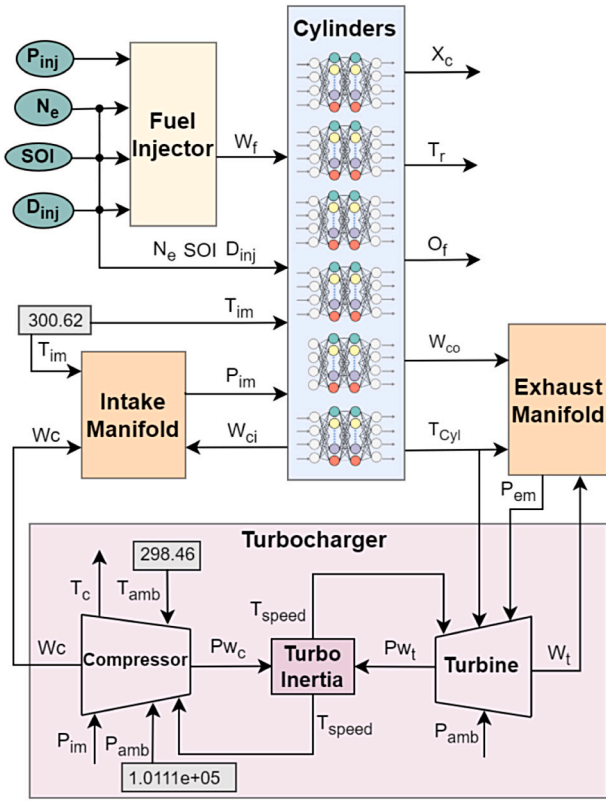 Cylinders
P_inj
N_e
SOI
D_inj
Fuel
Injector
W_f
X_c
T_r
O_f
N_e SOI D_inj
300.62
T_im
T_im
Intake
Manifold
P_im
W_ci
W_co
T_Cyl
Exhaust
Manifold
Wc
P_em
Turbocharger
298.46
T_c
T_amb
T_speed
Wc
Compressor
Pw_c
Turbo
Inertia
Pw_t
Turbine
W_t
T_speed
P_im
P_amb
P_amb
1.0111e+05